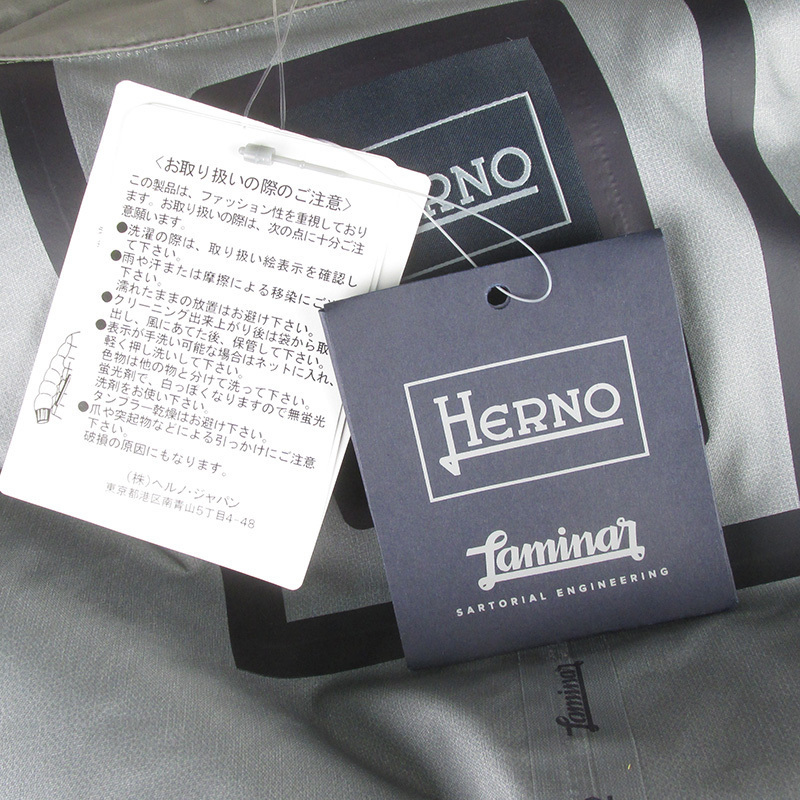 〈お取り扱いの際のご注意〉
この製品は、ファッション性を重視しており
ます。お取り扱いの際は、次の点に十分ご注
意願います。
●洗濯の際は、取り扱い絵表示を確認し
て下さい。
●雨や汗または摩擦による移染にご
下さい。
濡れたままの放置はお避け下さい。
●クリーニング出来上がり後は袋から取
出し、風にあてた後、保管して下さい。
●表示が手洗い可能な場合はネットに入れ、
軽く押し洗いして下さい。
色物は他の物と分けて洗って下さい。
蛍光剤で、白っぽくなりますので無蛍光
洗剤をお使い下さい。
タンブラー乾燥はお避け下さい。
●爪や突起物などによる引っかけにご注意
下さい。
破損の原因にもなります。
(株)ヘルノ・ジャパン
東京都港区南青山5丁目4-48
RNO
HERNO
Laminar
SARTORIAL ENGINEERING
Laminar